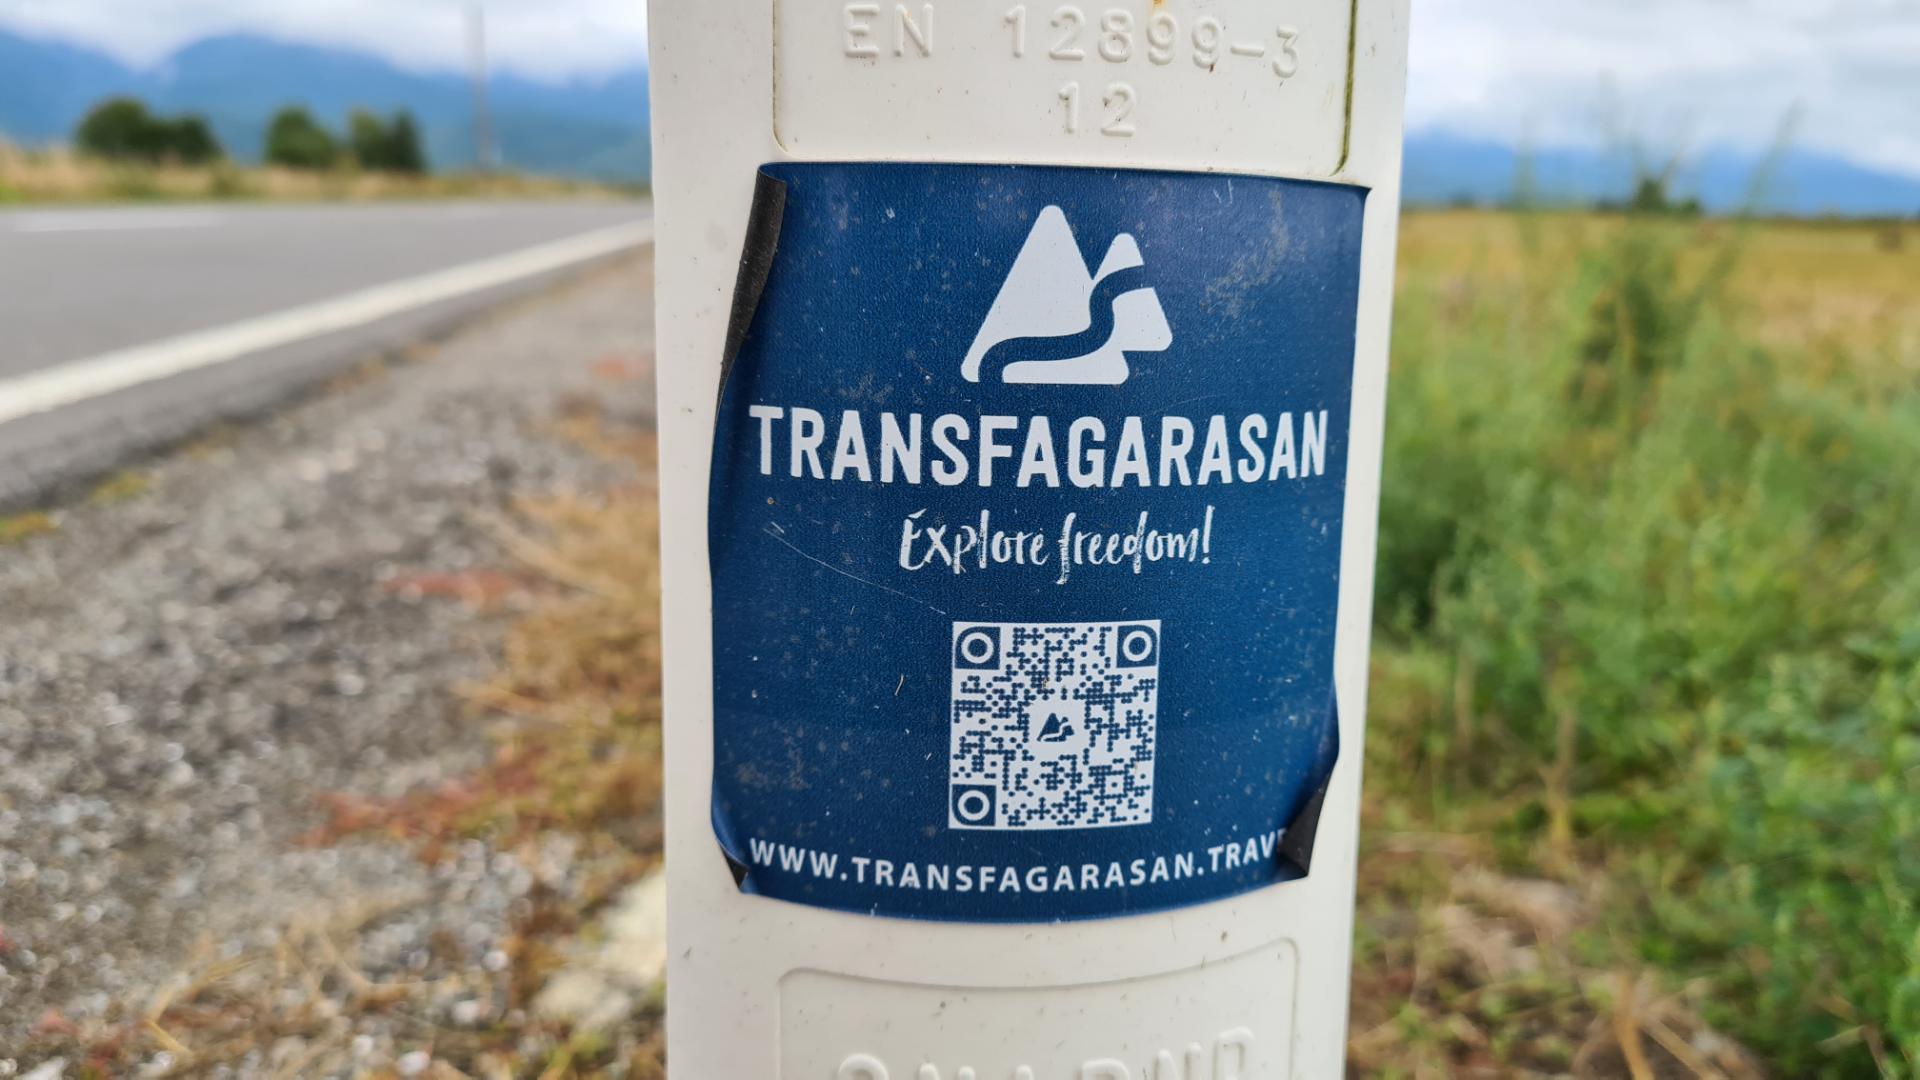 EN 12899-3
12
TRANSFAGARASAN
Explore freedom!
WWW.TRANSFAGARASAN.TRAV